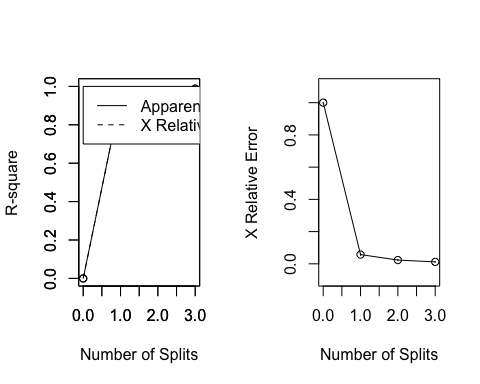 R-square
0.0 0.2 0.4 0.6 0.8 1.0
Apparen
X Relativ
0.0 1.0 2.0 3.0
Number of Splits
X Relative Error
0.0 0.4 0.8
0.0 1.0 2.0 3.0
Number of Splits